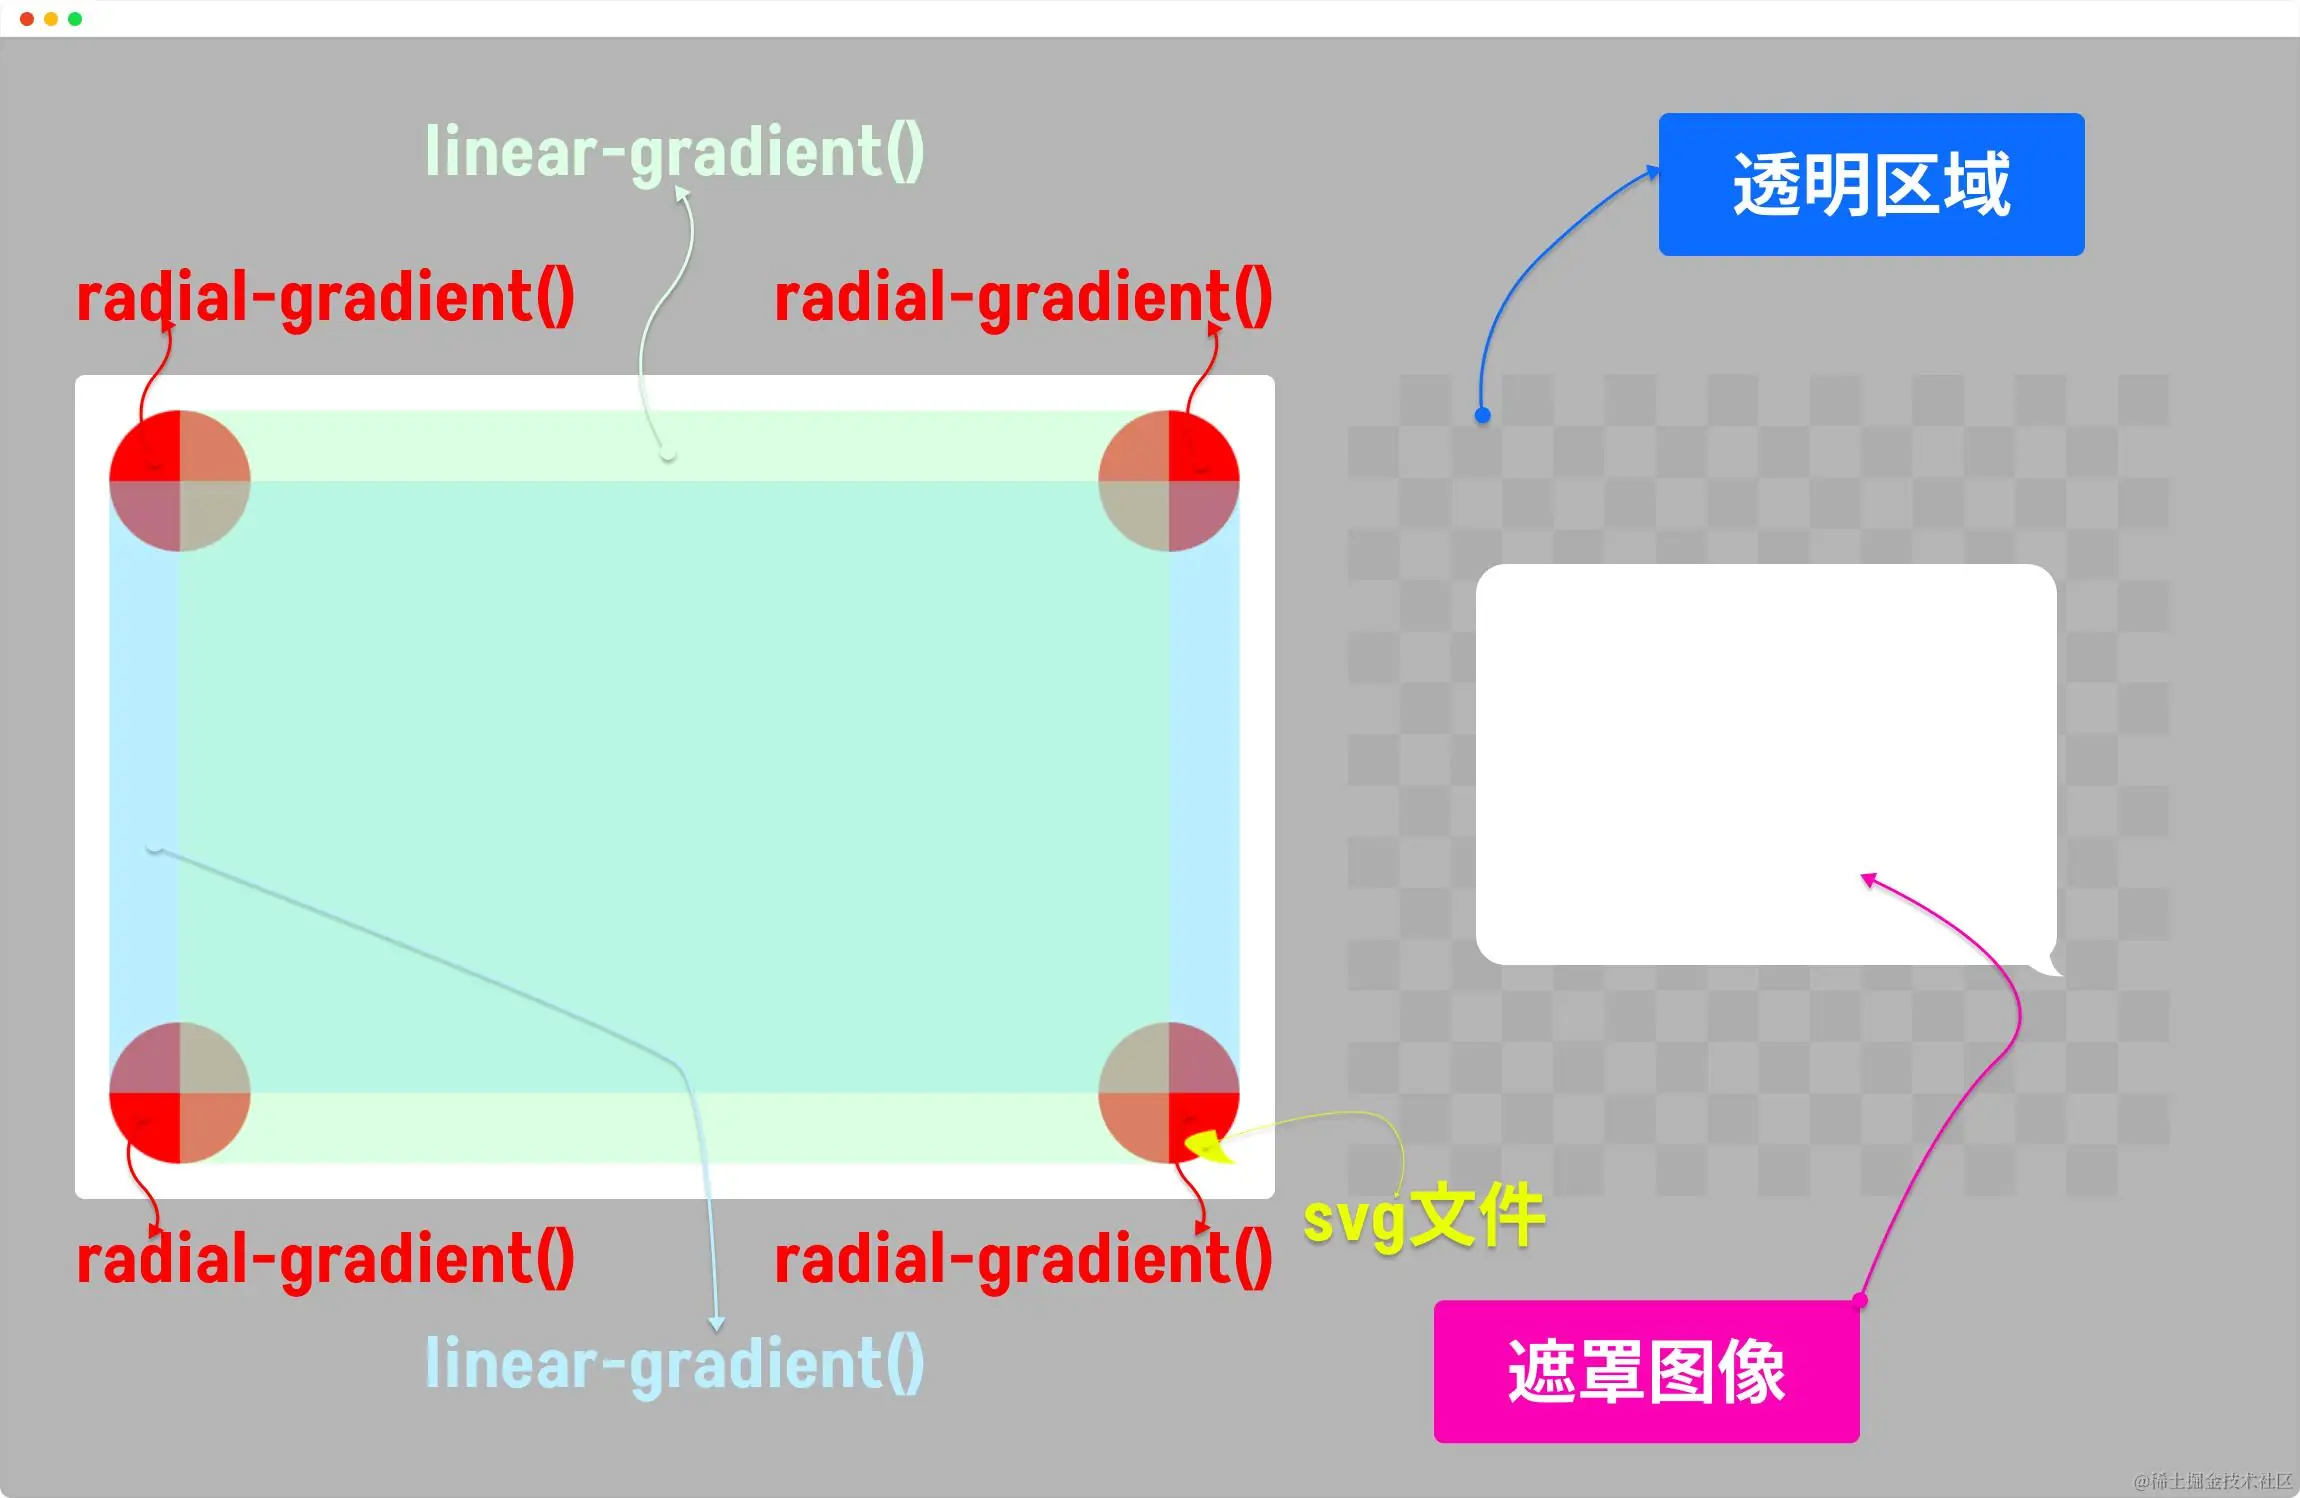 linear-gradient()
透明区域
radial-gradient()
radial-gradient()
svg文件
radial-gradient()
radial-gradient()
linear-gradient()
遮罩图像
@稀土掘金技术社区